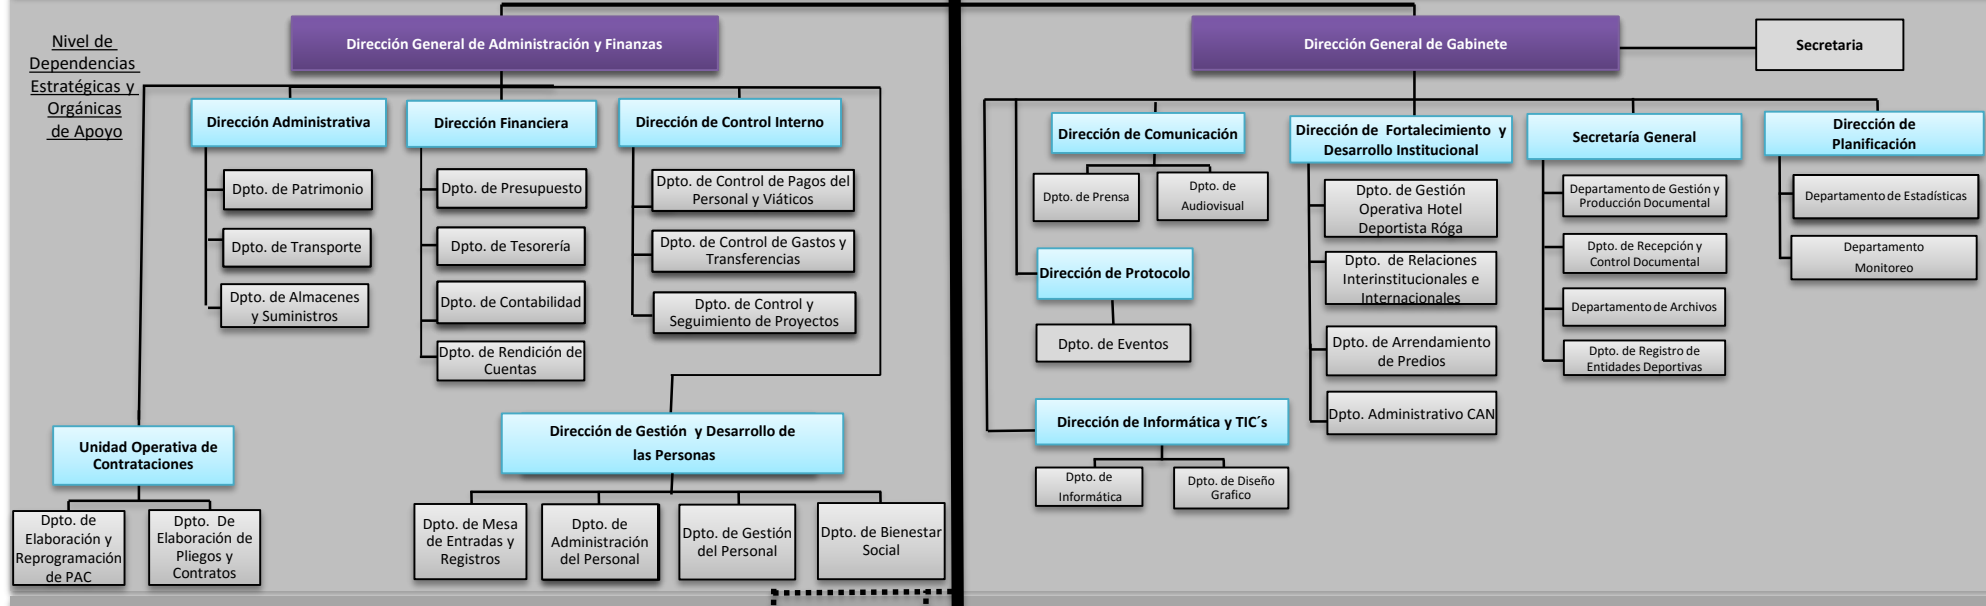 Nivel de
Dependencias
Estratégicas y
Orgánicas
de Apoyo
Dirección General de Administración y Finanzas
Dirección Administrativa
Dpto. de Patrimonio
Dpto. de Transporte
Dpto. de Almacenes
y Suministros
Dirección Financiera
Dpto. de Presupuesto
Dpto. de Tesorería
Dpto. de Contabilidad
Dpto. de Rendición de
Cuentas
Dirección de Control Interno
Dpto. de Control de Pagos del
Personal y Viáticos
Dpto. de Control de Gastos y
Transferencias
Dpto. de Control y
Seguimiento de Proyectos
Unidad Operativa de
Contrataciones
Dpto. de
Elaboración y
Reprogramación
de PAC
Dpto. De
Elaboración de
Pliegos y
Contratos
Dirección de Gestión y Desarrollo de
las Personas
Dpto. de Mesa
de Entradas y
Registros
Dpto. de
Administración
del Personal
Dpto. de Gestión
del Personal
Dpto. de Bienestar
Social
Dirección General de Gabinete
Secretaria
Dirección de Comunicación
Dpto. de Prensa
Dpto. de
Audiovisual
Dirección de Protocolo
Dpto. de Eventos
Dirección de Informática y TIC´s
Dpto. de
Informática
Dpto. de Diseño
Grafico
Dirección de Fortalecimiento y
Desarrollo Institucional
Dpto. de Gestión
Operativa Hotel
Deportista Róga
Dpto. de Relaciones
Interinstitucionales e
Internacionales
Dpto. de Arrendamiento
de Predios
Dpto. Administrativo CAN
Secretaría General
Departamento de Gestión y
Producción Documental
Dpto. de Recepción y
Control Documental
Departamento de Archivos
Dpto. de Registro de
Entidades Deportivas
Dirección de
Planificación
Departamento de Estadísticas
Departamento
Monitoreo